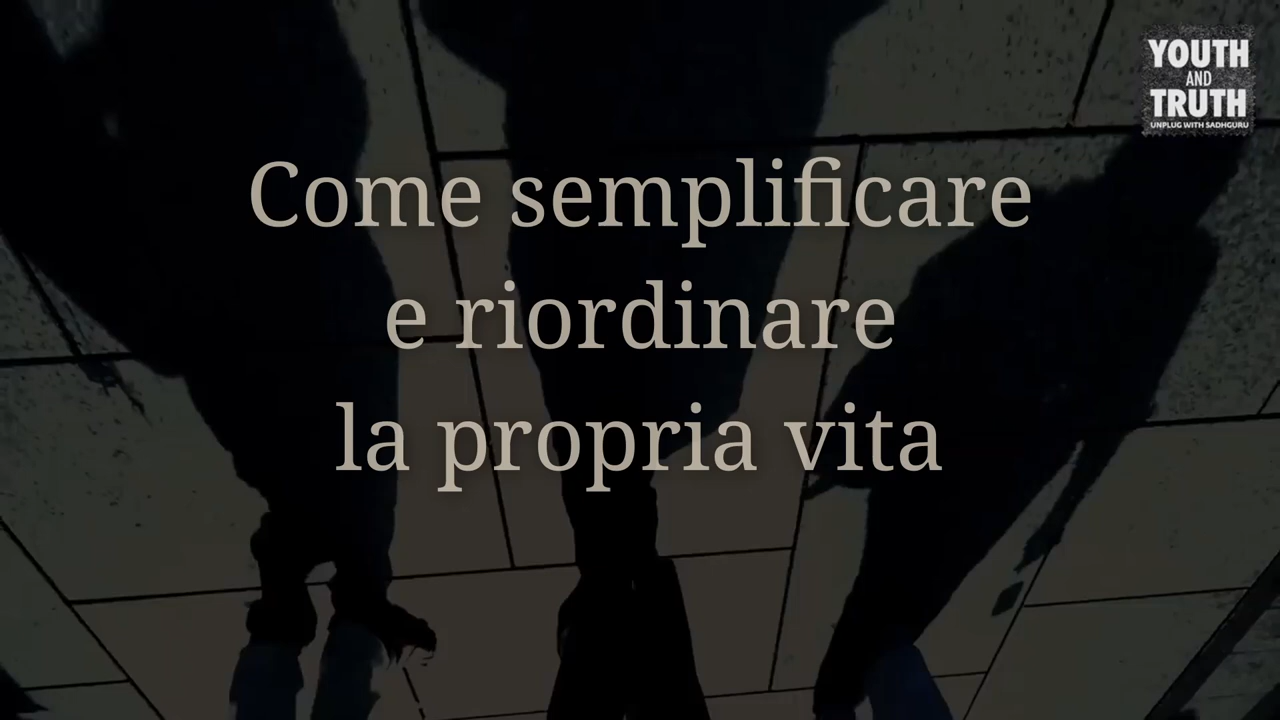 YOUTH
AND
TRUTH
UNPLUG WITH SADHGURU
Come semplificare
e riordinare
la propria vita